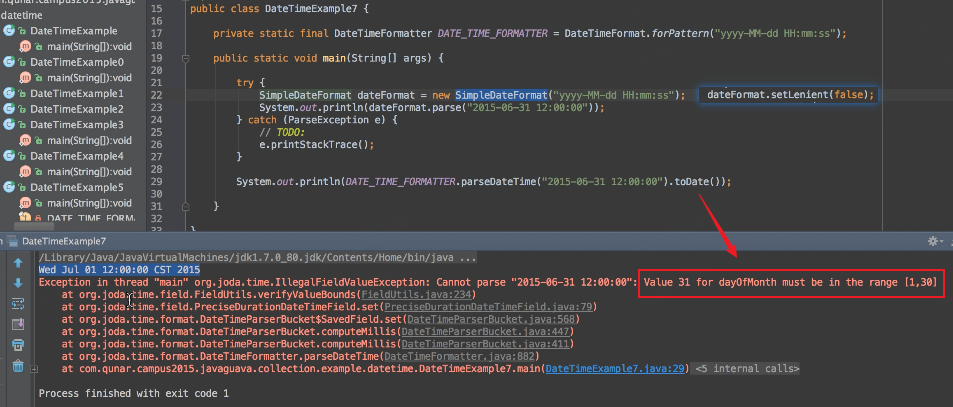 n.qunar.campus2015.javagu
datetime
DateTimeExample
main(String[]):void
DateTimeExample0
main(String[]):void
DateTimeExample1
DateTimeExample2
DateTimeExample3
main(String[]):void
DateTimeExample4
main(String[]):void
DateTimeExample5
main(String[]):void
DATE_TIME_FORM
15 public class DateTimeExample7 {
16
17 private static final DateTimeFormatter DATE_TIME_FORMATTER = DateTimeFormat.forPattern("yyyy-MM-dd HH:mm:ss");
18
19 public static void main(String[] args) {
20
21 try {
22 SimpleDateFormat dateFormat = new SimpleDateFormat("yyyy-MM-dd HH:mm:ss"); dateFormat.setLenient(false);
23 System.out.println(dateFormat.parse("2015-06-31 12:00:00"));
24 } catch (ParseException e) {
25 // TODO:
26 e.printStackTrace();
27 }
28
29 System.out.println(DATE_TIME_FORMATTER.parseDateTime("2015-06-31 12:00:00").toDate());
30
31 }
32
33 }
DateTimeExample7
/Library/Java/JavaVirtualMachines/jdk1.7.0_80.jdk/Contents/Home/bin/java ...
Wed Jul 01 12:00:00 CST 2015
Exception in thread "main" org.joda.time.IllegalFieldValueException: Cannot parse "2015-06-31 12:00:00": Value 31 for dayOfMonth must be in the range [1,30]
at org.joda.time.field.FieldUtils.verifyValueBounds(FieldUtils.java:234)
at org.joda.time.field.PreciseDurationDateTimeField.set(PreciseDurationDateTimeField.java:79)
at org.joda.time.format.DateTimeParserBucket$SavedField.set(DateTimeParserBucket.java:568)
at org.joda.time.format.DateTimeParserBucket.computeMillis(DateTimeParserBucket.java:447)
at org.joda.time.format.DateTimeParserBucket.computeMillis(DateTimeParserBucket.java:411)
at org.joda.time.format.DateTimeFormatter.parseDateTime(DateTimeFormatter.java:882)
at com.qunar.campus2015.javaguava.collection.example.datetime.DateTimeExample7.main(DateTimeExample7.java:29) <5 internal calls>
Process finished with exit code 1